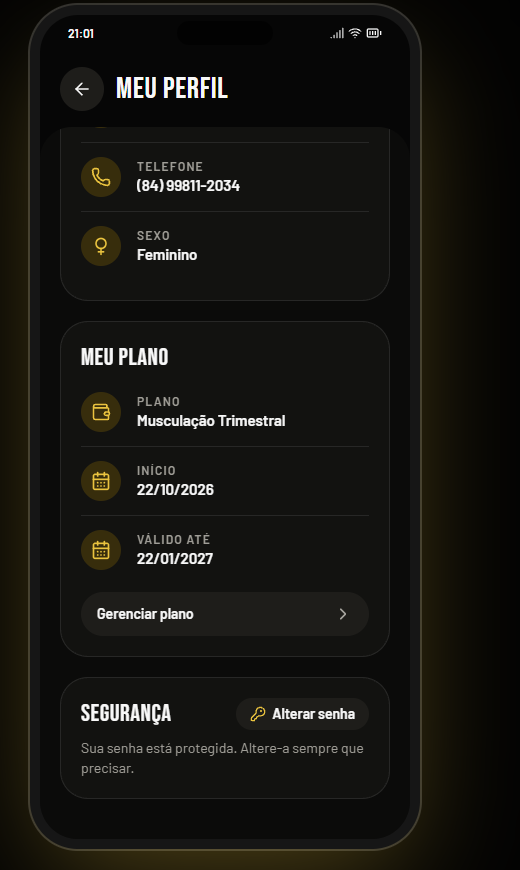 21:01
MEU PERFIL
TELEFONE
(84) 99811-2034
SEXO
Feminino
MEU PLANO
PLANO
Musculação Trimestral
INÍCIO
22/10/2026
VÁLIDO ATÉ
22/01/2027
Gerenciar plano
SEGURANÇA
Alterar senha
Sua senha está protegida. Altere-a sempre que
precisar.